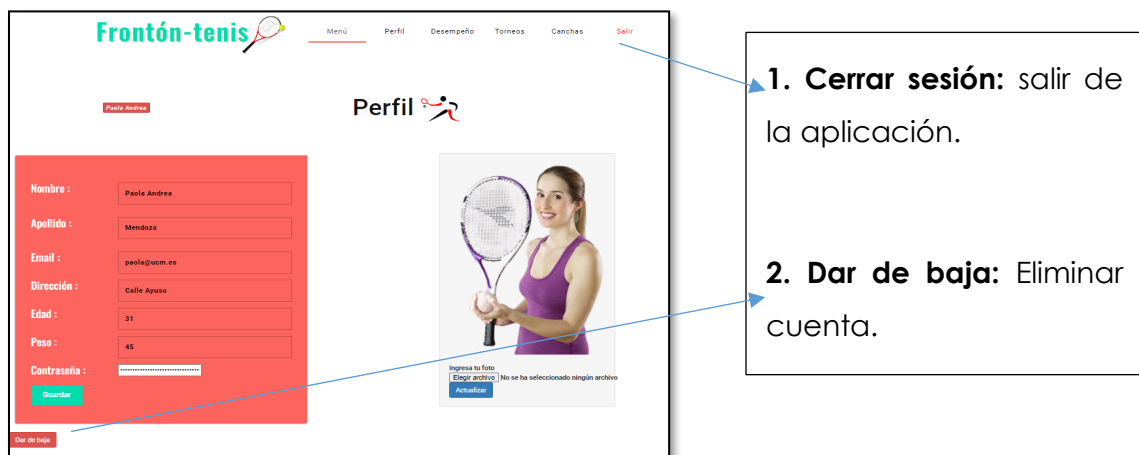 Frontón-tenis
Menú Perfil Desempeño Torneos Canchas Salir
Paola Andrea
Perfil
Nombre : Paola Andrea
Apellido : Mendoza
Email : paola@ucm.es
Dirección : Calle Ayuso
Edad : 31
Peso : 45
Contraseña :
Guardar
Dar de baja
Ingresa tu foto
Elegir archivo No se ha seleccionado ningún archivo
Actualizar
1. Cerrar sesión: salir de
la aplicación.
2. Dar de baja: Eliminar
cuenta.